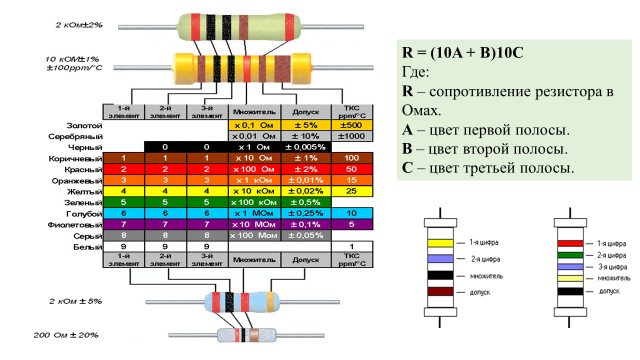 2 кОм±2%
10 кОМ±1%
±100ppm/°C
1-й элемент 2-й элемент 3-й элемент Множитель Допуск ТКС ppm/°C
Золотой x 0,1 Ом ± 5% ±500
Серебряный x 0,01 Ом ± 10% ±1000
Черный 0 0 x 1 Ом ± 0,005%
Коричневый 1 1 1 x 10 Ом ± 1% 100
Красный 2 2 2 x 100 Ом ± 2% 50
Оранжевый 3 3 3 x 1 кОм ± 0,01% 15
Желтый 4 4 4 x 10 кОм ± 0,02% 25
Зеленый 5 5 5 x 100 кОм ± 0,5%
Голубой 6 6 6 x 1 МОм ± 0,25% 10
Фиолетовый 7 7 7 x 10 МОм ± 0,1% 5
Серый 8 8 8 x 100 Мом ± 0,05%
Белый 9 9 9 1
1-й элемент 2-й элемент 3-й элемент Множитель Допуск ТКС ppm/°C
2 кОм ± 5%
200 Ом ± 20%
R = (10A + B)10C
Где:
R – сопротивление резистора в
Омах.
A – цвет первой полосы.
B – цвет второй полосы.
C – цвет третьей полосы.
1-я цифра
2-я цифра
множитель
допуск
1-я цифра
2-я цифра
3-я цифра
множитель
допуск